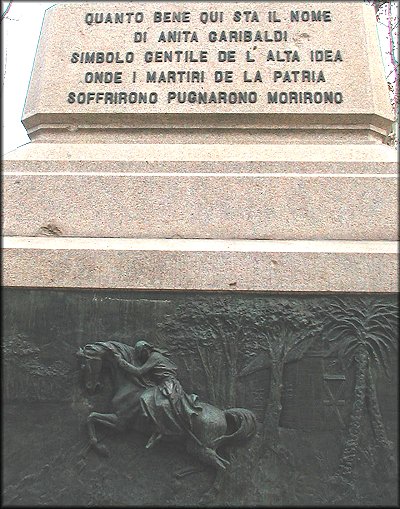 QUANTO BENE QUI STA IL NOME
DI ANITA GARIBALDI
SIMBOLO GENTILE DE L' ALTA IDEA
ONDE I MARTIRI DE LA PATRIA
SOFFRIRONO PUGNARONO MORIRONO